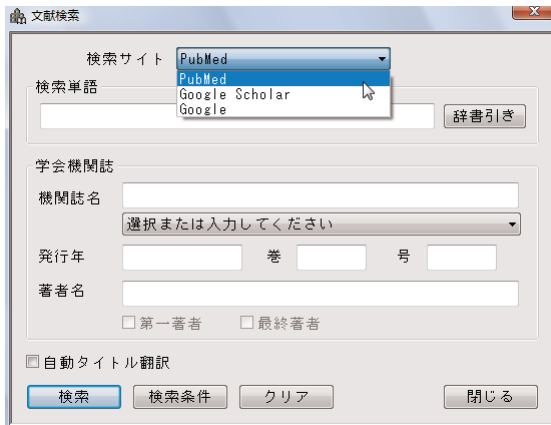 文献検索
検索サイト PubMed
PubMed
Google Scholar
Google
検索単語
辞書引き
学会機関誌
機関誌名
選択または入力してください
発行年 巻 号
著者名
第一著者 最終著者
自動タイトル翻訳
検索 検索条件 クリア 閉じる